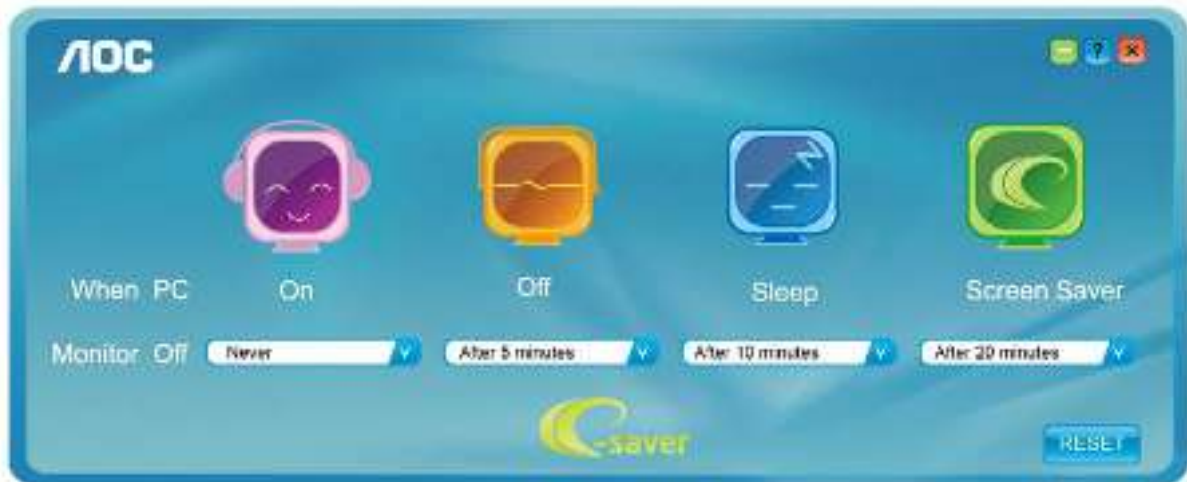 AOC
?
When PC On Off Sleep Screen Saver
Monitor Off Never After 5 minutes After 10 minutes After 20 minutes
e-saver
RESET